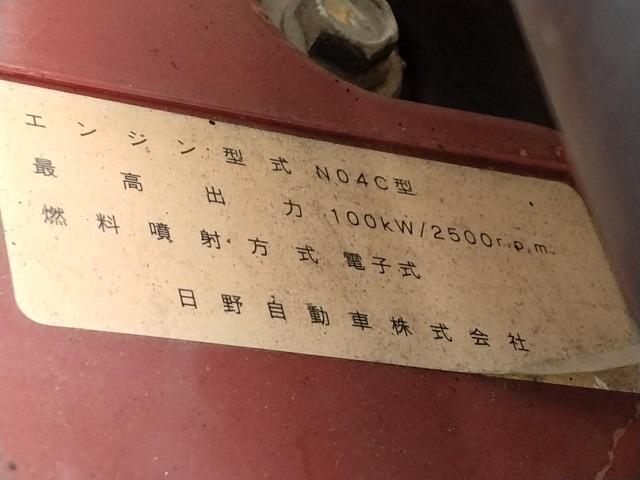 エンジン型式 N04C型
最高出力 100kW/2500r.p.m.
燃料噴射方式 電子式
日野自動車株式会社